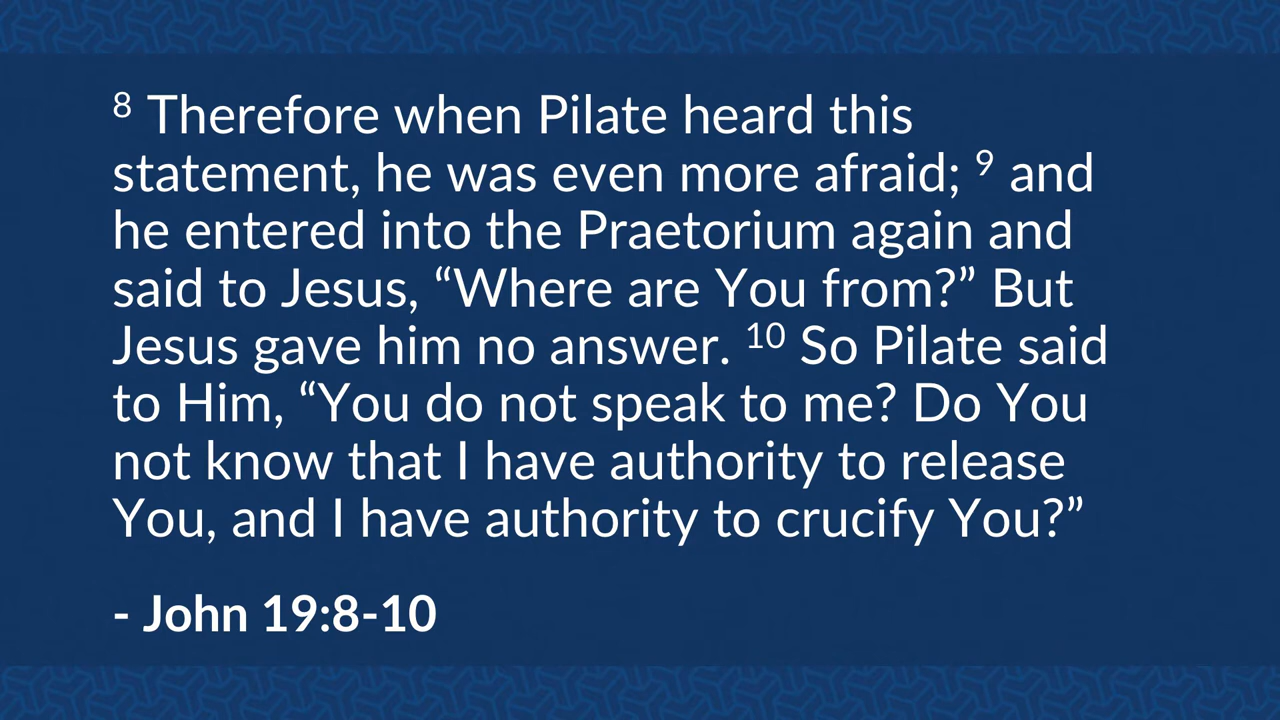 8 Therefore when Pilate heard this
statement, he was even more afraid; 9 and
he entered into the Praetorium again and
said to Jesus, “Where are You from?” But
Jesus gave him no answer. 10 So Pilate said
to Him, “You do not speak to me? Do You
not know that I have authority to release
You, and I have authority to crucify You?”
- John 19:8-10